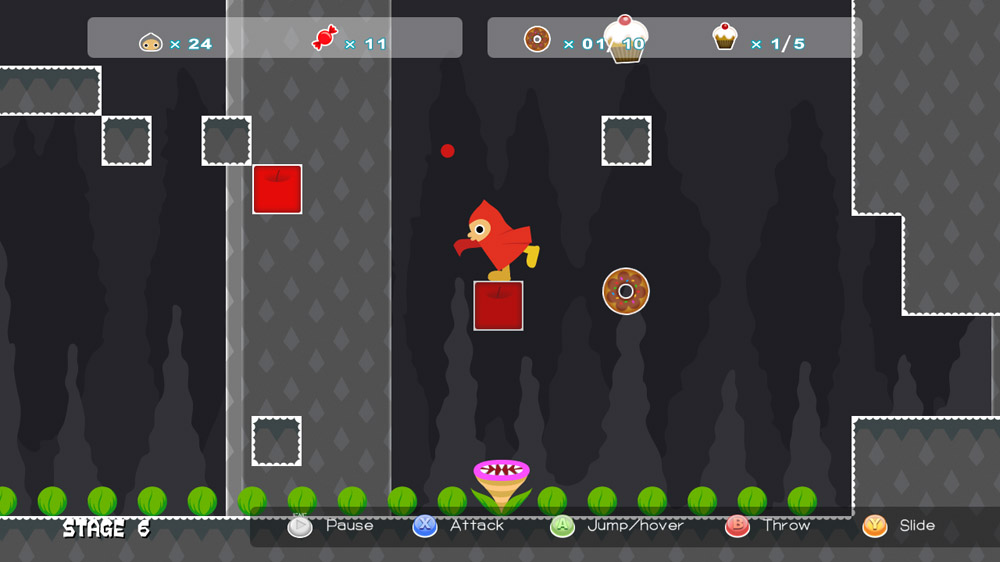 × 24
× 11
× 01/10
× 1/5
STAGE 6
Pause
X Attack
A Jump/hover
B Throw
Y Slide